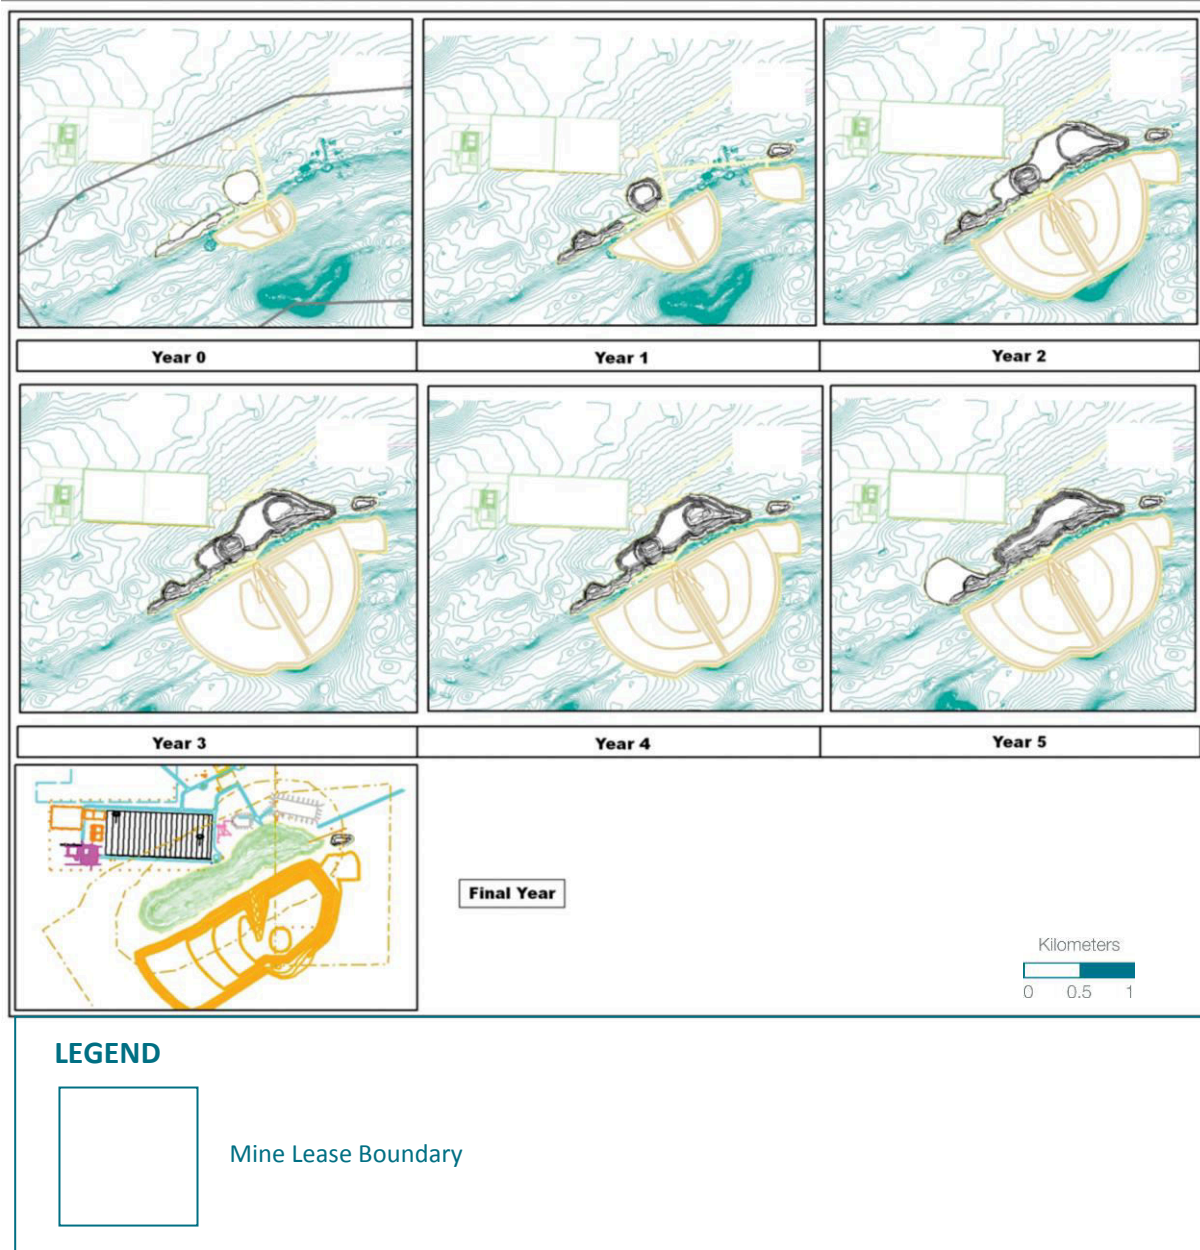 Year 0
Year 1
Year 2
Year 3
Year 4
Year 5
Final Year
Kilometers
0 0.5 1
LEGEND
Mine Lease Boundary